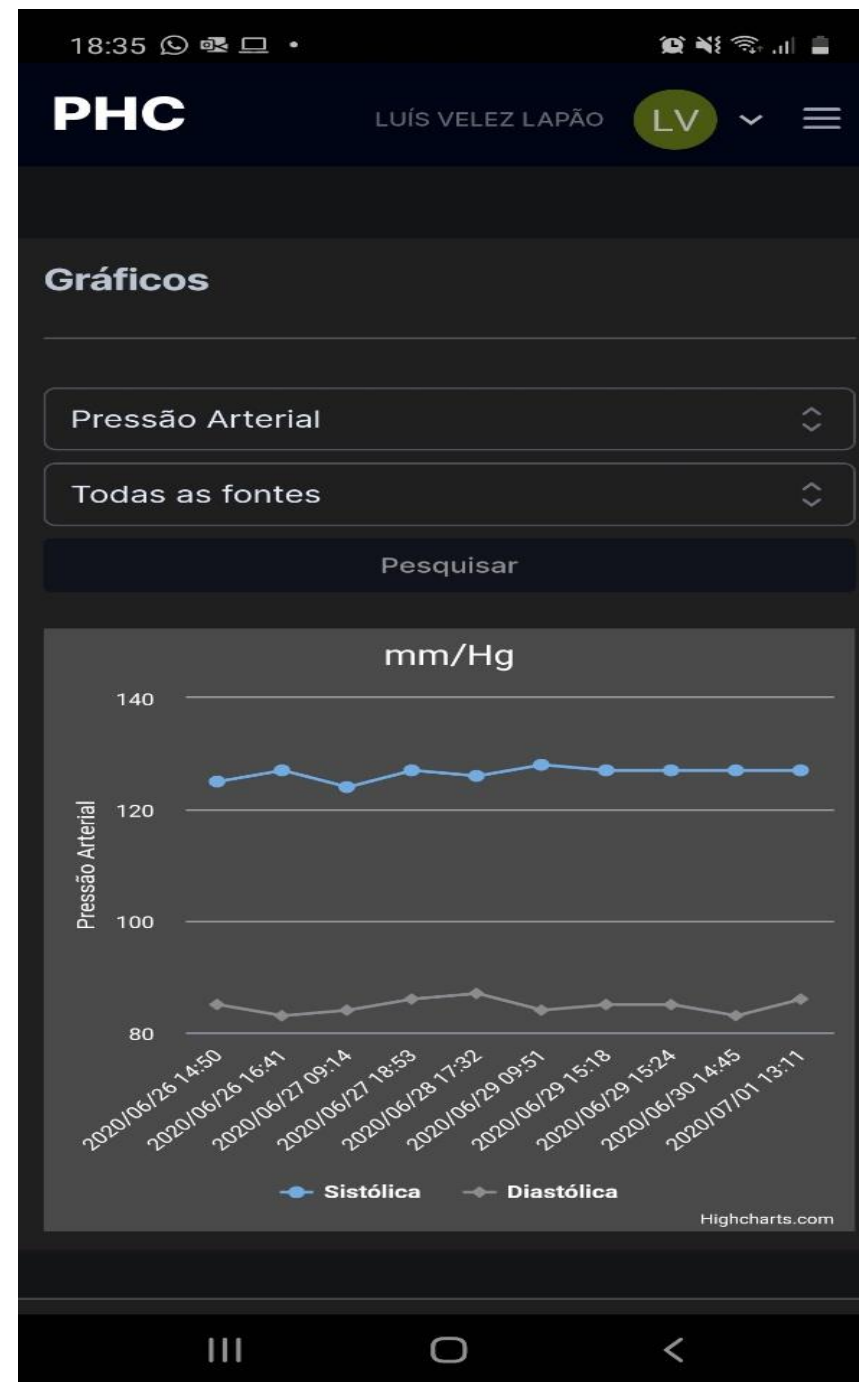 18:35
PHC LUÍS VELEZ LAPÃO LV
Gráficos
Pressão Arterial
Todas as fontes
Pesquisar
mm/Hg
Pressão Arterial
140
120
100
80
2020/06/26 14:50
2020/06/26 16:41
2020/06/27 09:14
2020/06/27 18:53
2020/06/28 17:32
2020/06/29 09:51
2020/06/29 15:18
2020/06/29 15:24
2020/06/30 14:45
2020/07/01 13:11
Sistólica Diastólica
Highcharts.com